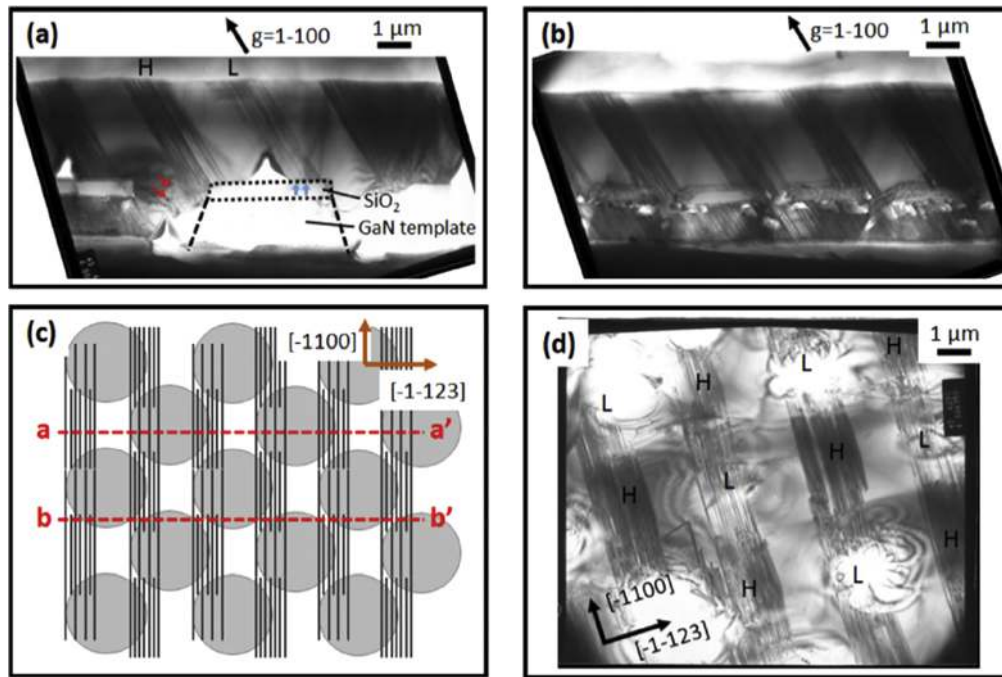 (a)
g=1-100
1 µm
H
L
SiO2
GaN template
(b)
g=1-100
1 µm
(c)
[-1100]
[-1-123]
a
a'
b
b'
(d)
1 µm
H
H
L
L
H
L
L
H
H
L
H
[-1100]
[-1-123]